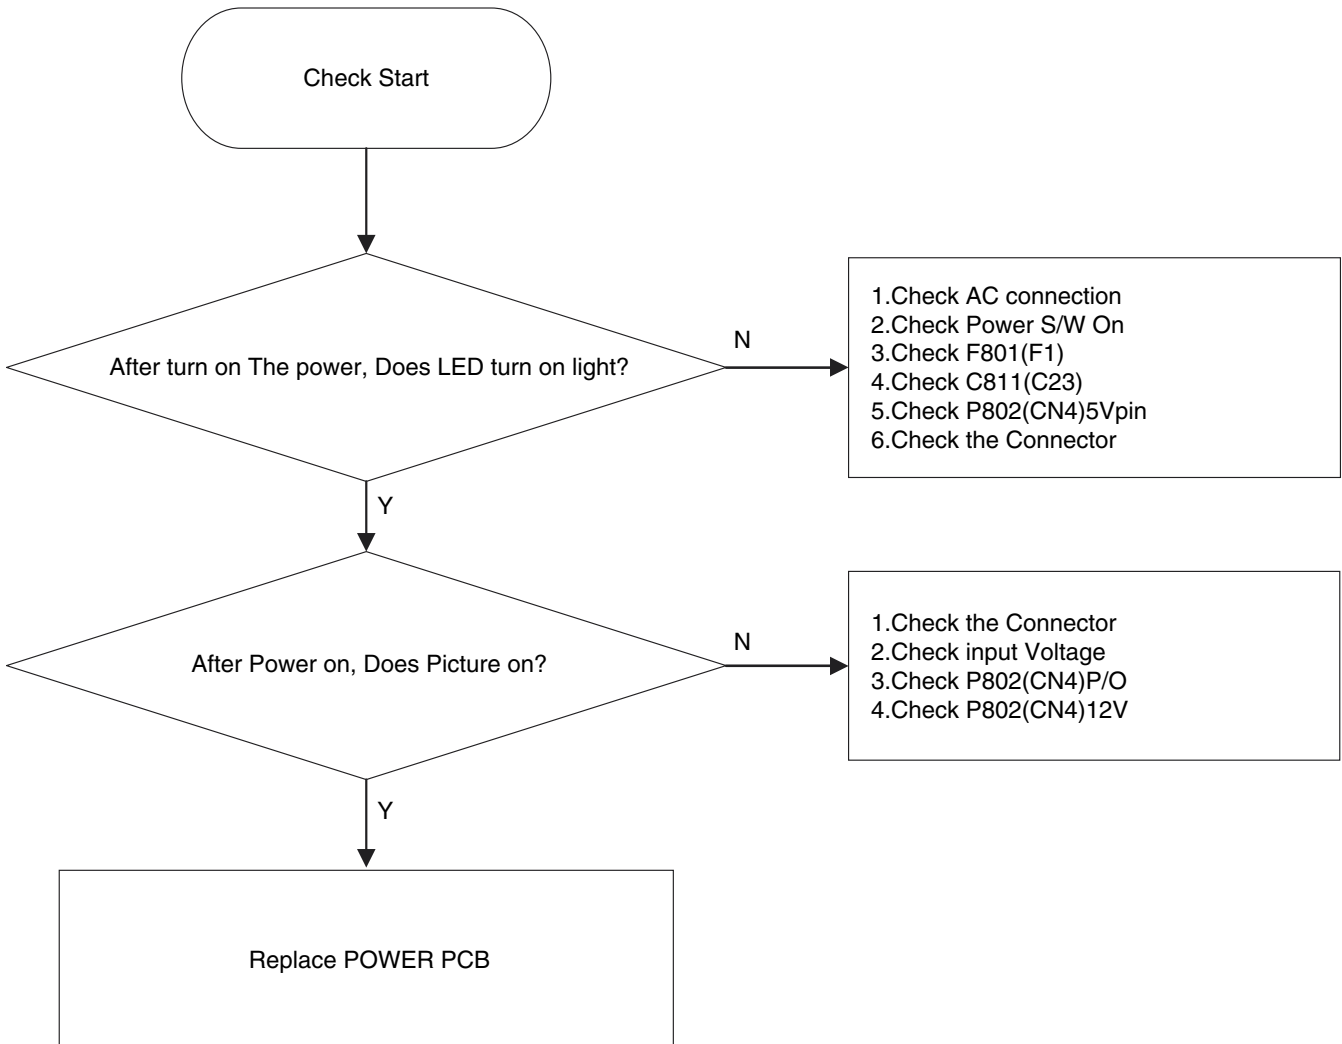 Check Start
After turn on The power, Does LED turn on light?
N
1.Check AC connection
2.Check Power S/W On
3.Check F801(F1)
4.Check C811(C23)
5.Check P802(CN4)5Vpin
6.Check the Connector
Y
After Power on, Does Picture on?
N
1.Check the Connector
2.Check input Voltage
3.Check P802(CN4)P/O
4.Check P802(CN4)12V
Y
Replace POWER PCB